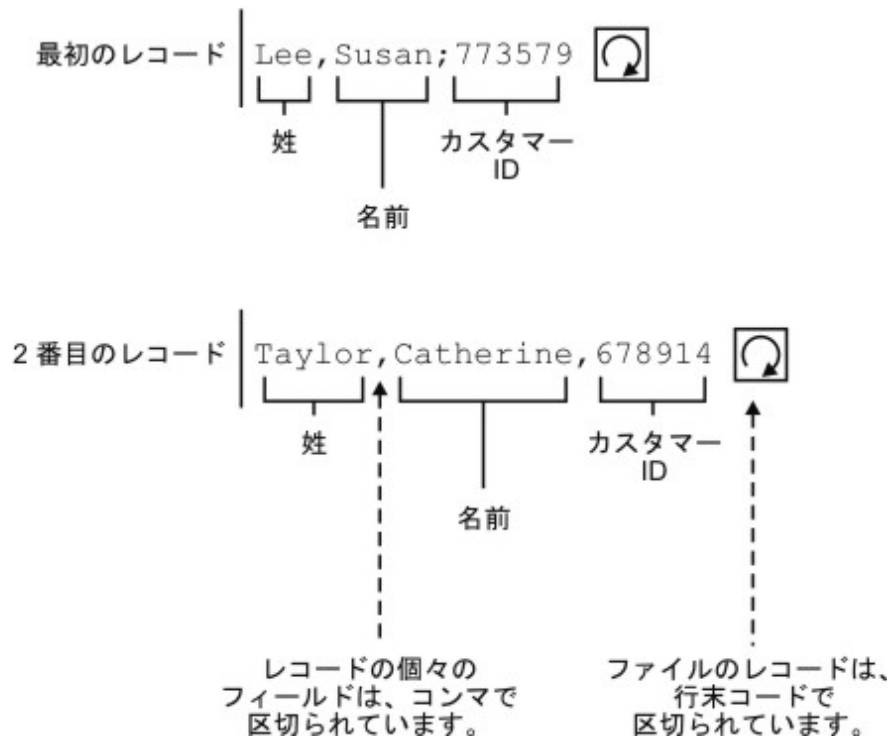 最初のレコード
Lee,Susan;773579
姓
カスタマー
ID
名前
2 番目のレコード
Taylor,Catherine,678914
姓
カスタマー
ID
名前
レコードの個々の
フィールドは、コンマで
区切られています。
ファイルのレコードは、
行末コードで
区切られています。